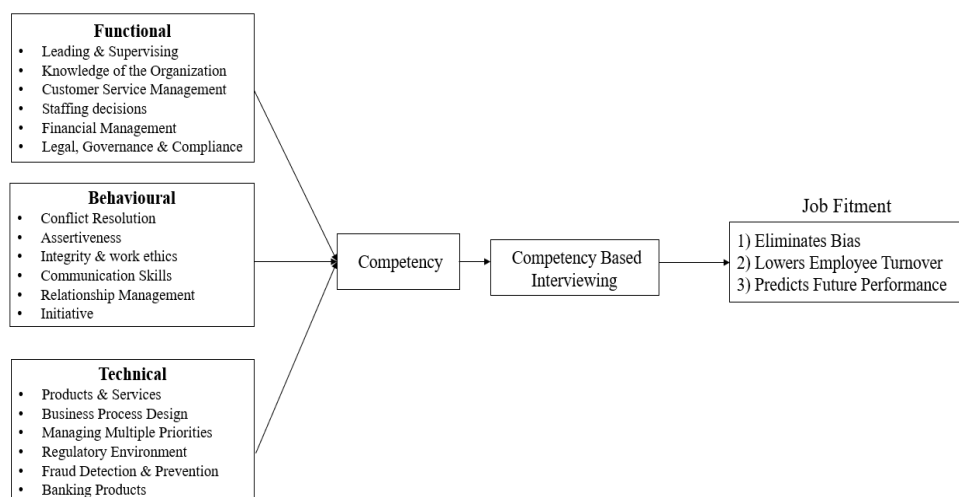 Functional
• Leading & Supervising
• Knowledge of the Organization
• Customer Service Management
• Staffing decisions
• Financial Management
• Legal, Governance & Compliance
Behavioural
• Conflict Resolution
• Assertiveness
• Integrity & work ethics
• Communication Skills
• Relationship Management
• Initiative
Technical
• Products & Services
• Business Process Design
• Managing Multiple Priorities
• Regulatory Environment
• Fraud Detection & Prevention
• Banking Products
Competency
Competency Based
Interviewing
Job Fitment
1) Eliminates Bias
2) Lowers Employee Turnover
3) Predicts Future Performance